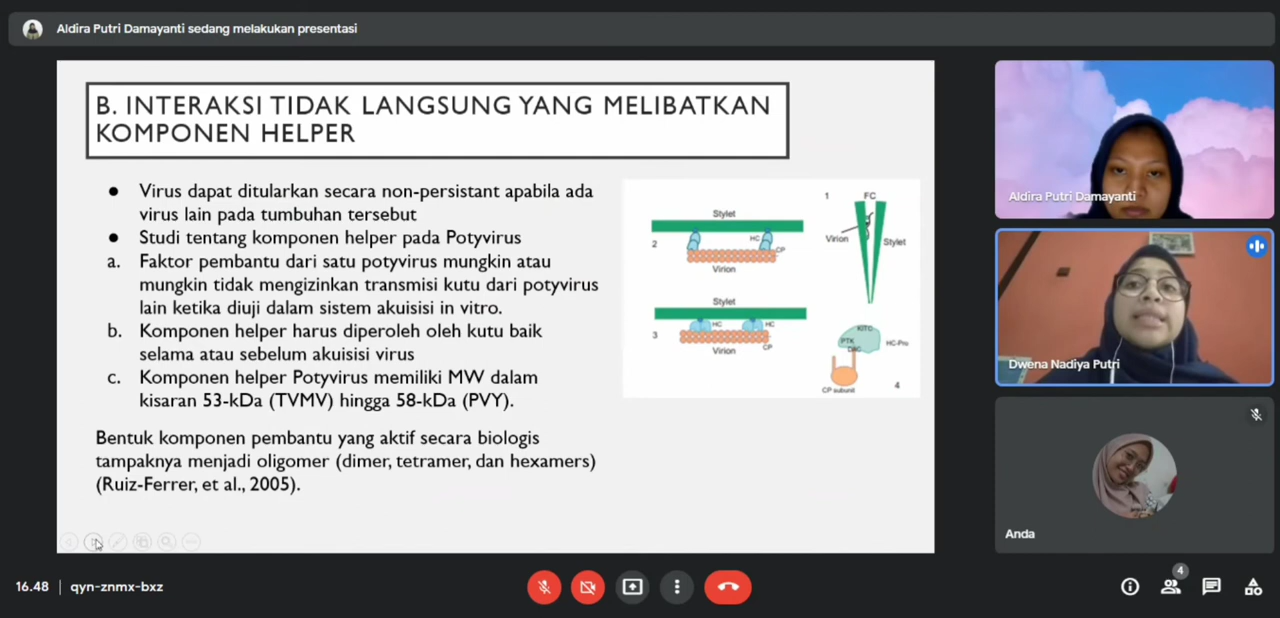 Aldira Putri Damayanti sedang melakukan presentasi
B. INTERAKSI TIDAK LANGSUNG YANG MELIBATKAN
KOMPONEN HELPER
● Virus dapat ditularkan secara non-persistant apabila ada
virus lain pada tumbuhan tersebut
● Studi tentang komponen helper pada Potyvirus
a. Faktor pembantu dari satu potyvirus mungkin atau
mungkin tidak mengizinkan transmisi kutu dari potyvirus
lain ketika diuji dalam sistem akuisisi in vitro.
b. Komponen helper harus diperoleh oleh kutu baik
selama atau sebelum akuisisi virus
c. Komponen helper Potyvirus memiliki MW dalam
kisaran 53-kDa (TVMV) hingga 58-kDa (PVY).
Bentuk komponen pembantu yang aktif secara biologis
tampaknya menjadi oligomer (dimer, tetramer, dan hexamers)
(Ruiz-Ferrer, et al., 2005).
Stylet
2
HC
CP
Virion
1
FC
Virion
Stylet
Stylet
3
HC
HC
Virion
CP
KITC
PTK
HC-Pro
CP subunit
4
Aldira Putri Damayanti
Dwena Nadiya Putri
Anda
16.48 | qyn-znmx-bxz
4